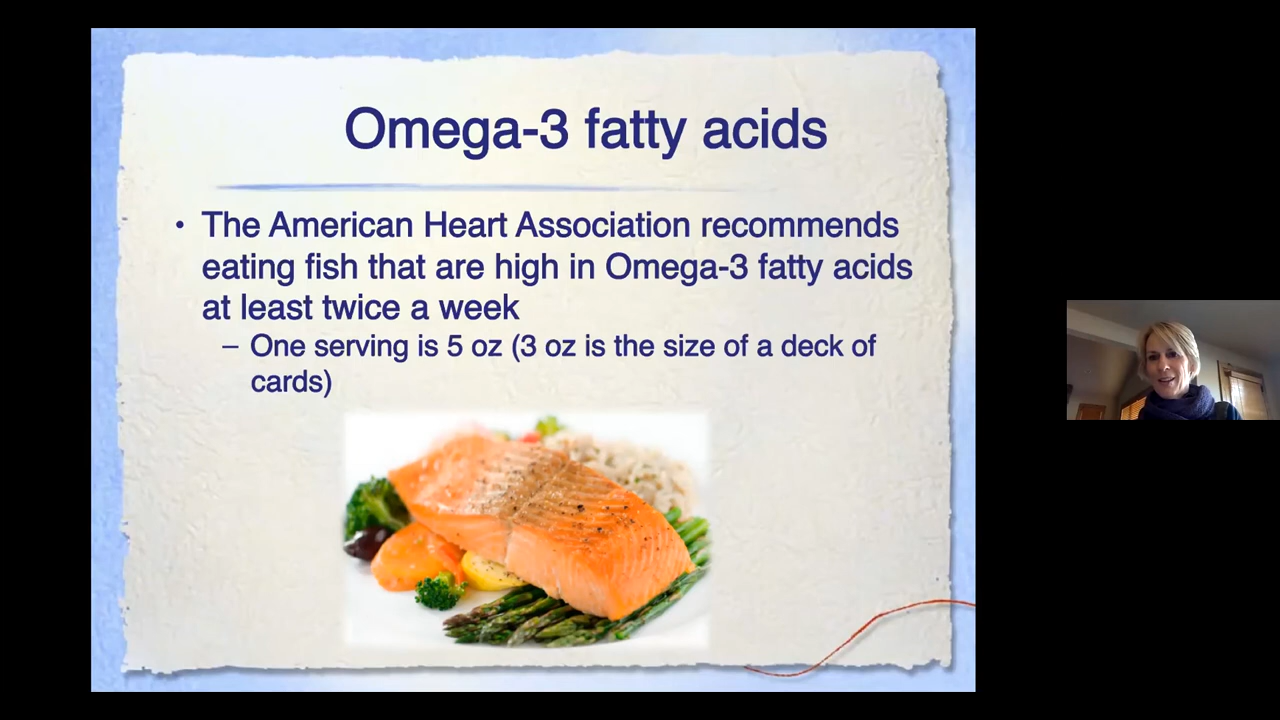 Omega-3 fatty acids
• The American Heart Association recommends
eating fish that are high in Omega-3 fatty acids
at least twice a week
– One serving is 5 oz (3 oz is the size of a deck of
cards)